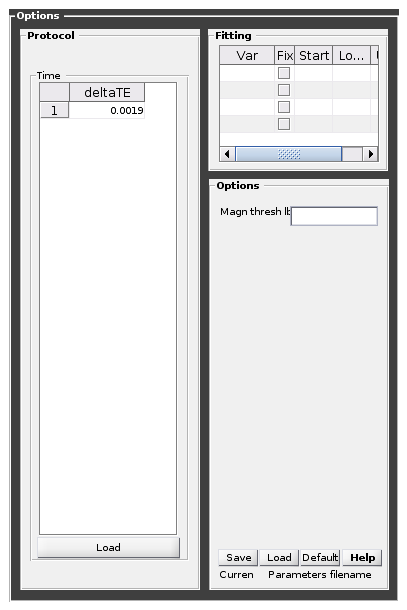 Options
Protocol
Time
deltaTE
1 0.0019
Load
Fitting
Var Fix Start Lo...
Options
Magn thresh lb
Save Load Default Help
Curren Parameters filename